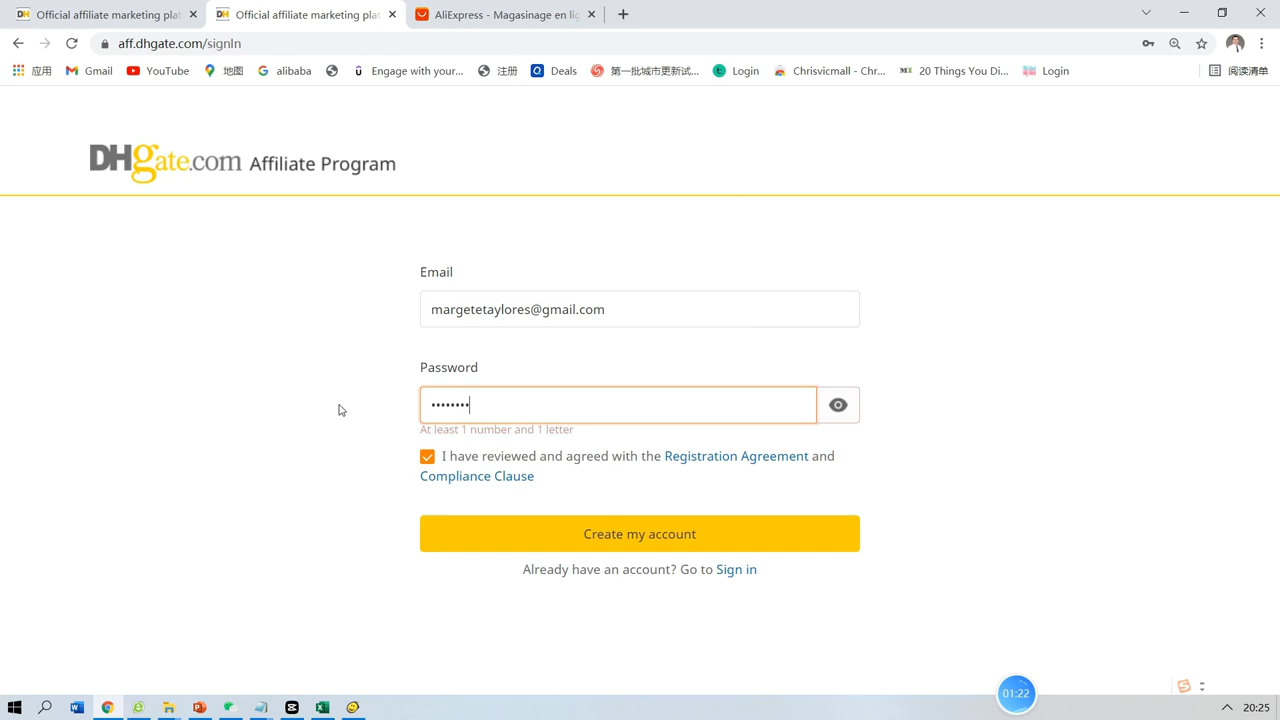 Official affiliate marketing plat
Official affiliate marketing plat
AliExpress - Magasinage en lig
aff.dhgate.com/signIn
应用
Gmail
YouTube
地图
alibaba
Engage with your...
注册
Deals
第一批城市更新试...
Login
Chrisvicmall - Chr...
20 Things You Di...
Login
阅读清单
DHgate.com Affiliate Program
Email
margetetaylores@gmail.com
Password
••••••••
At least 1 number and 1 letter
I have reviewed and agreed with the Registration Agreement and
Compliance Clause
Create my account
Already have an account? Go to Sign in
01:22
20:25